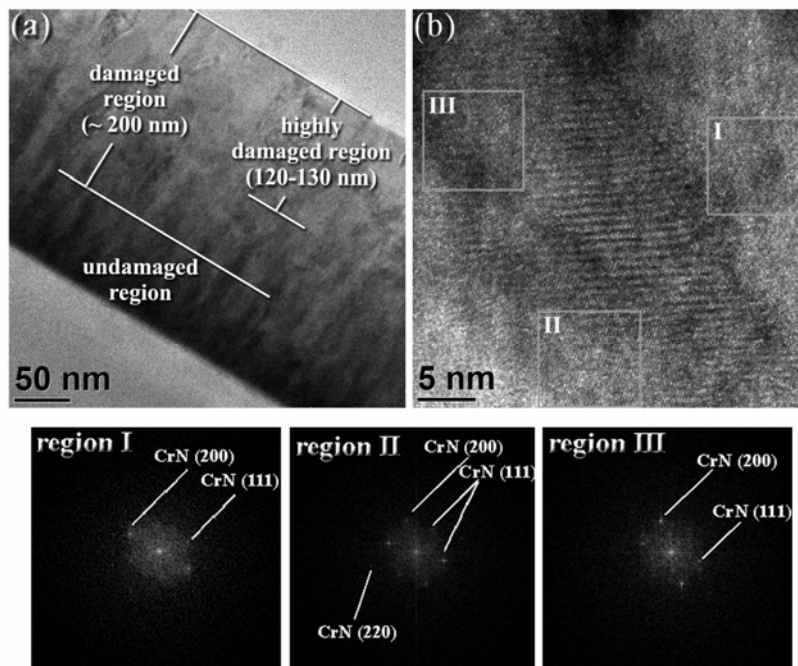 (a)
damaged
region
(~ 200 nm)
highly
damaged region
(120-130 nm)
undamaged
region
50 nm
(b)
III
I
II
5 nm
region I
CrN (200)
CrN (111)
region II
CrN (200)
CrN (111)
CrN (220)
region III
CrN (200)
CrN (111)